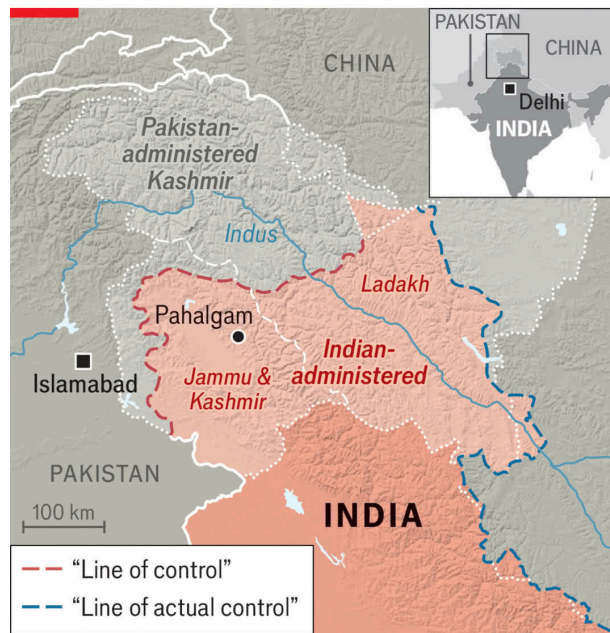 PAKISTAN
CHINA
Delhi
INDIA
CHINA
Pakistan-
administered
Kashmir
Indus
Ladakh
Pahalgam
Indian-
administered
Islamabad
Jammu &
Kashmir
PAKISTAN
100 km
INDIA
“Line of control”
“Line of actual control”